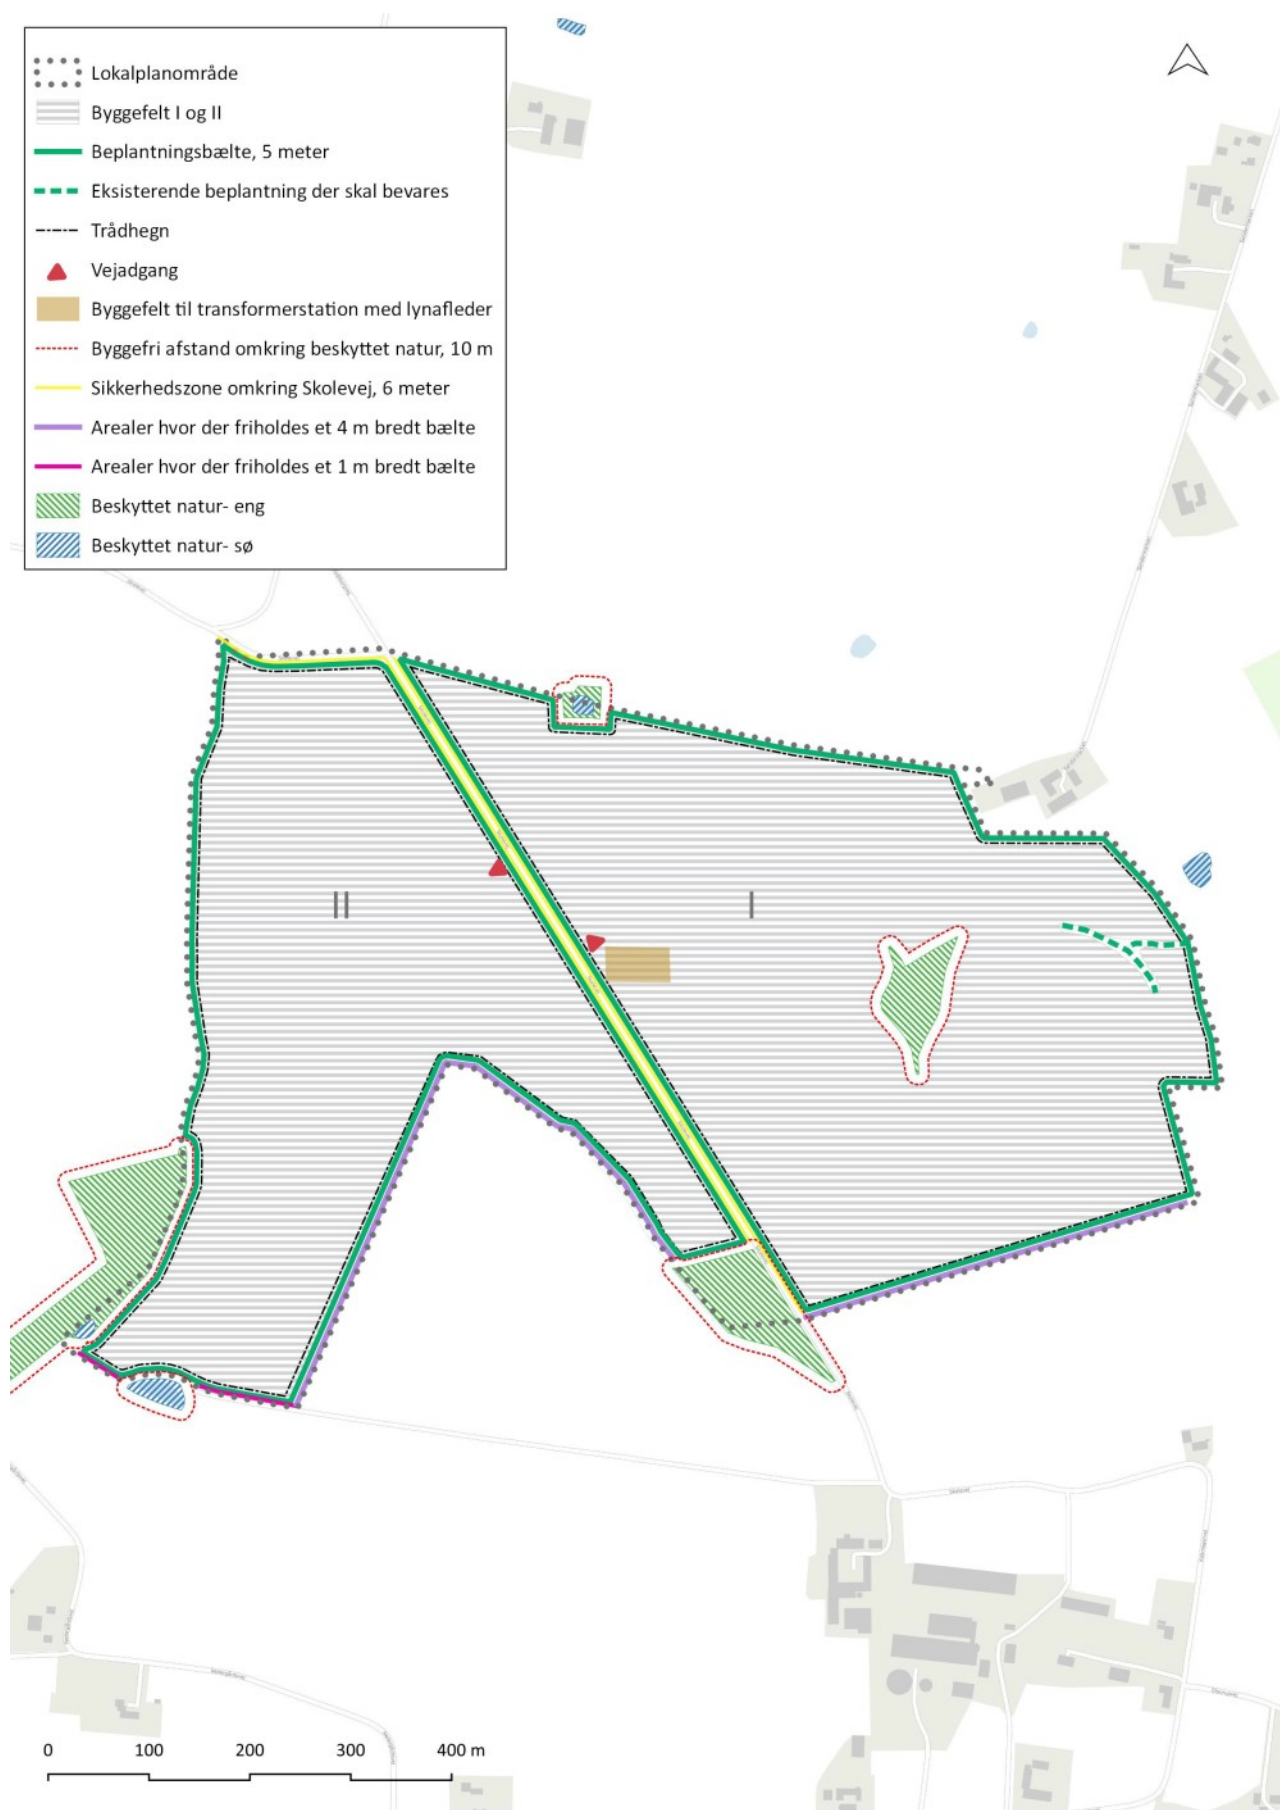 Lokalplanområde
Byggefelt I og II
Beplantningsbælte, 5 meter
Eksisterende beplantning der skal bevares
Trådhegn
Vejadgang
Byggefelt til transformerstation med lynafleder
Byggefri afstand omkring beskyttet natur, 10 m
Sikkerhedszone omkring Skolevej, 6 meter
Arealer hvor der friholdes et 4 m bredt bælte
Arealer hvor der friholdes et 1 m bredt bælte
Beskyttet natur- eng
Beskyttet natur- sø
II
I
0 100 200 300 400 m